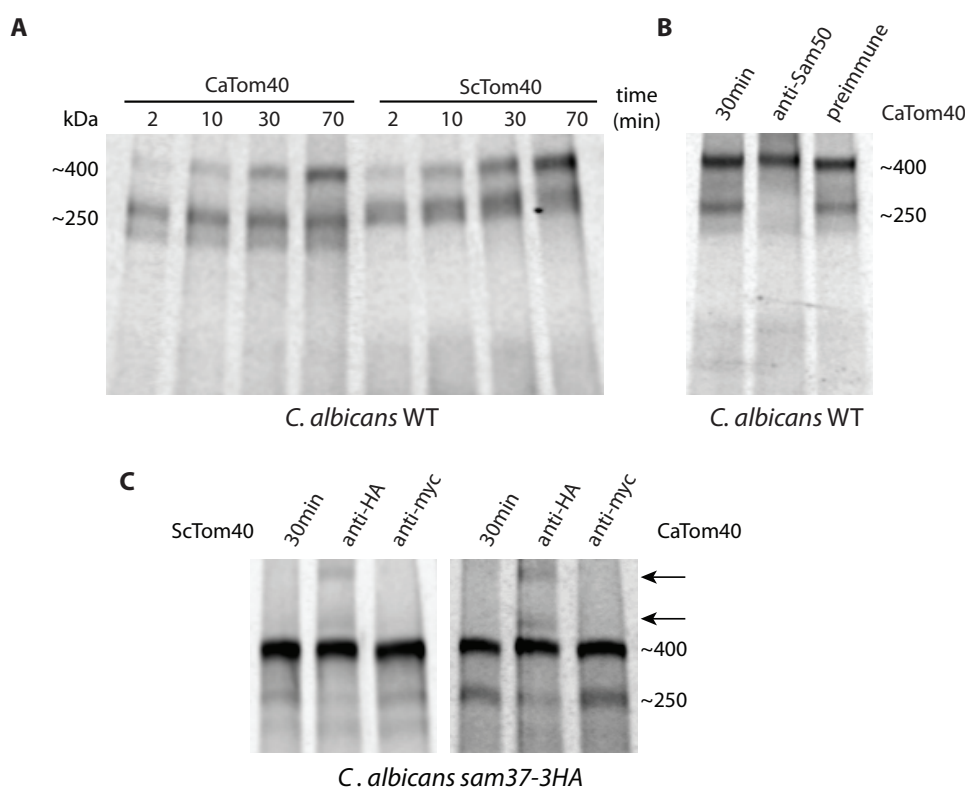 A
CaTom40 ScTom40 time
kDa 2 10 30 70 2 10 30 70 (min)
~400
~250
C. albicans WT
B
30min anti-Sam50 preimmune CaTom40
~400
~250
C. albicans WT
C
ScTom40 30min anti-HA anti-myc 30min anti-HA anti-myc CaTom40
~400
~250
C. albicans sam37-3HA